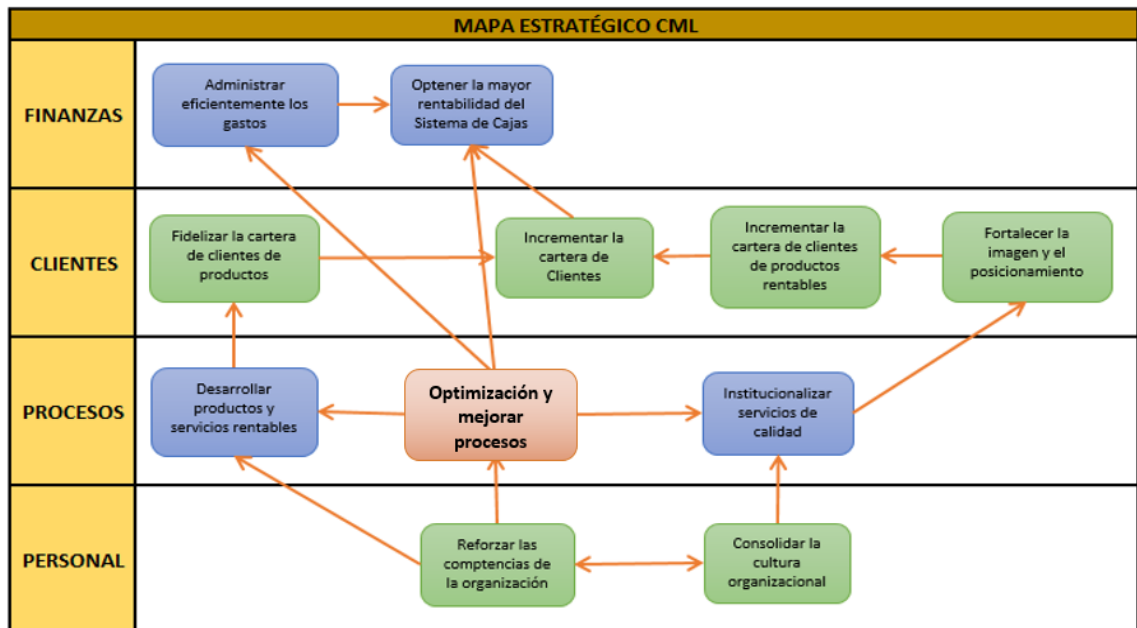 MAPA ESTRATÉGICO CML
FINANZAS
Administrar
eficientemente los
gastos
Optener la mayor
rentabilidad del
Sistema de Cajas
CLIENTES
Fidelizar la cartera
de clientes de
productos
Incrementar la
cartera de
Clientes
Incrementar la
cartera de clientes
de productos
rentables
Fortalecer la
imagen y el
posicionamiento
PROCESOS
Desarrollar
productos y
servicios rentables
Optimización y
mejorar
procesos
Institucionalizar
servicios de
calidad
PERSONAL
Reforzar las
comptencias de
la organización
Consolidar la
cultura
organizacional